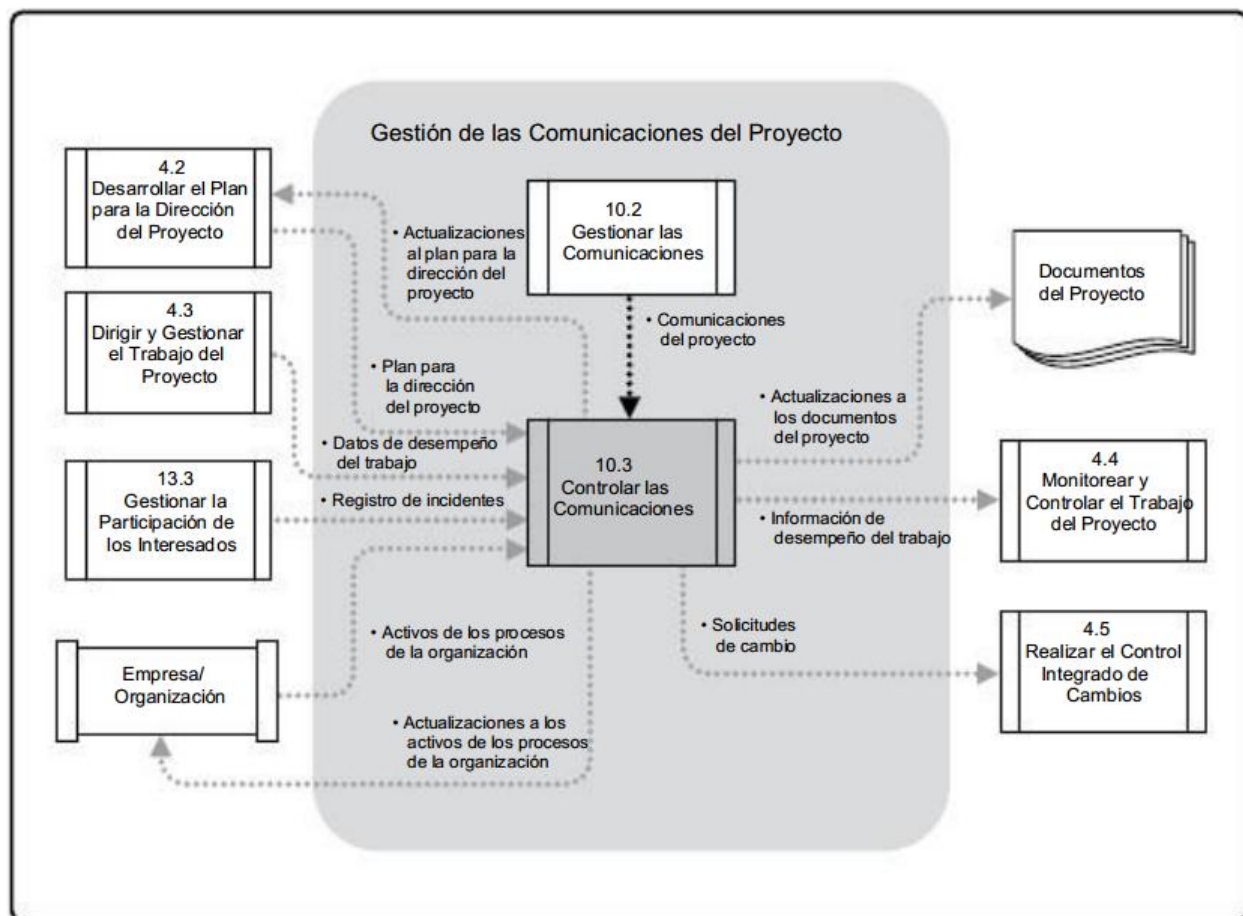 Gestión de las Comunicaciones del Proyecto
4.2
Desarrollar el Plan
para la Dirección
del Proyecto
4.3
Dirigir y Gestionar
el Trabajo del
Proyecto
13.3
Gestionar la
Participación de
los Interesados
Empresa/
Organización
• Actualizaciones
al plan para la
dirección del
proyecto
• Plan para
la dirección
del proyecto
• Datos de desempeño
del trabajo
• Registro de incidentes
• Activos de los procesos
de la organización
• Actualizaciones a los
activos de los procesos
de la organización
10.2
Gestionar las
Comunicaciones
• Comunicaciones
del proyecto
10.3
Controlar las
Comunicaciones
• Actualizaciones a
los documentos
del proyecto
• Información de
desempeño del trabajo
• Solicitudes
de cambio
Documentos
del Proyecto
4.4
Monitorear y
Controlar el Trabajo
del Proyecto
4.5
Realizar el Control
Integrado de
Cambios